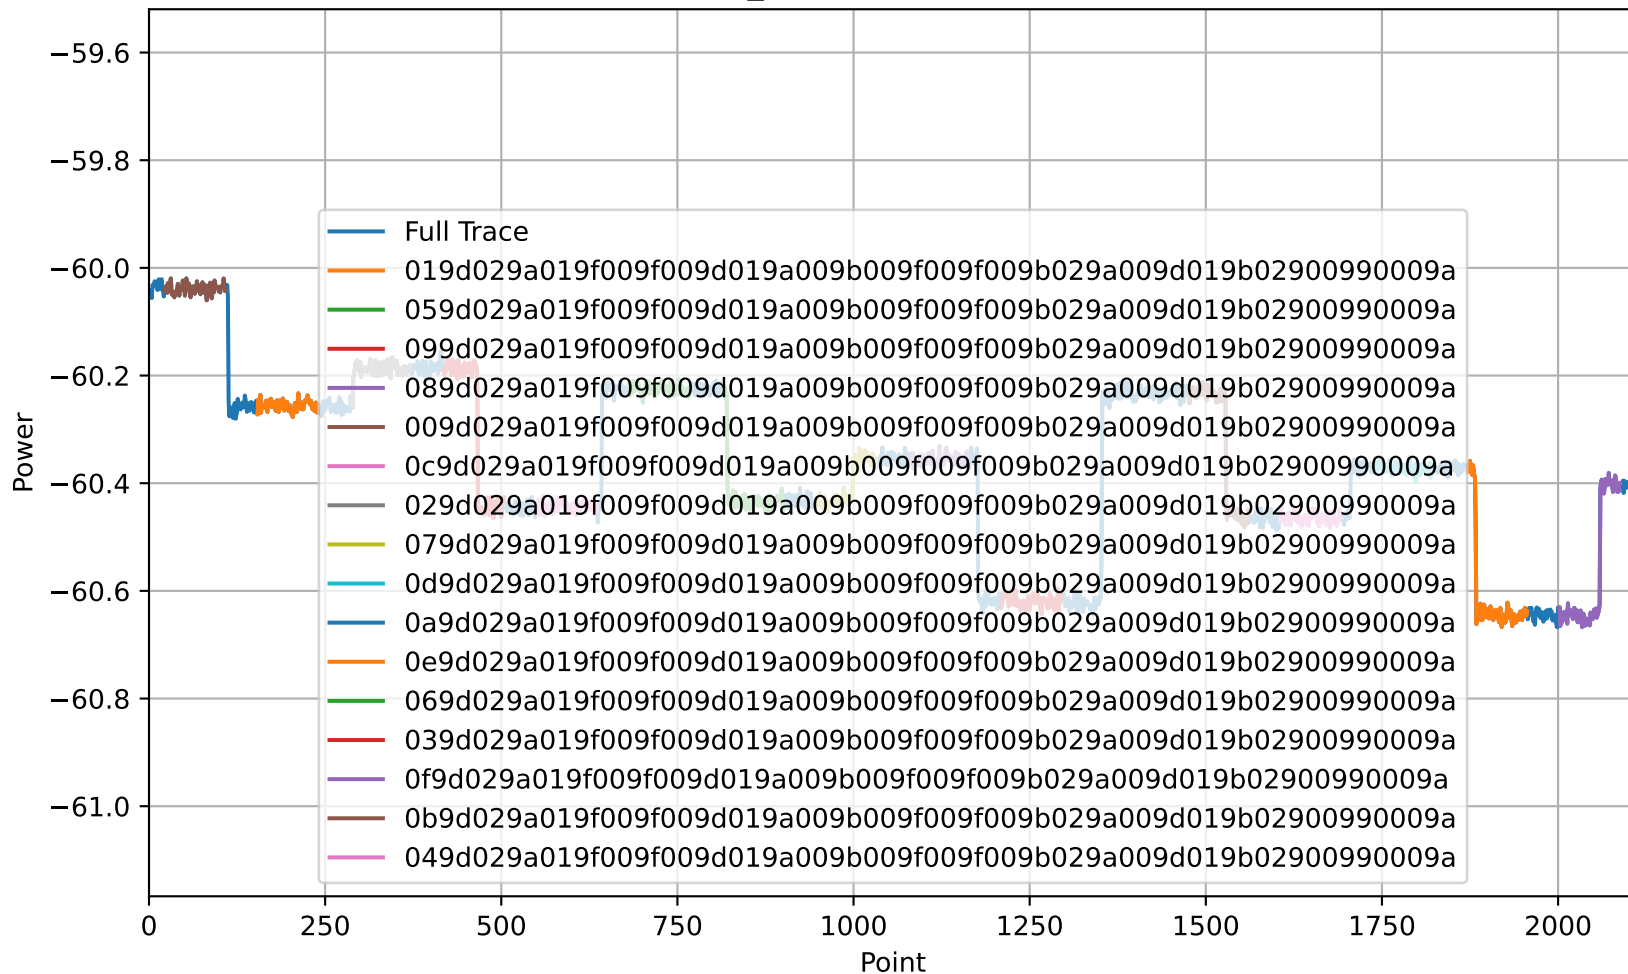 −59.6
−59.8
−60.0
−60.2
−60.4
−60.6
−60.8
−61.0
Power
Full Trace
019d029a019f009f009d019a009b009f009f009b029a009d019b02900990009a
059d029a019f009f009d019a009b009f009f009b029a009d019b02900990009a
099d029a019f009f009d019a009b009f009f009b029a009d019b02900990009a
089d029a019f009f009d019a009b009f009f009b029a009d019b02900990009a
009d029a019f009f009d019a009b009f009f009b029a009d019b02900990009a
0c9d029a019f009f009d019a009b009f009f009b029a009d019b02900990009a
029d029a019f009f009d019a009b009f009f009b029a009d019b02900990009a
079d029a019f009f009d019a009b009f009f009b029a009d019b02900990009a
0d9d029a019f009f009d019a009b009f009f009b029a009d019b02900990009a
0a9d029a019f009f009d019a009b009f009f009b029a009d019b02900990009a
0e9d029a019f009f009d019a009b009f009f009b029a009d019b02900990009a
069d029a019f009f009d019a009b009f009f009b029a009d019b02900990009a
039d029a019f009f009d019a009b009f009f009b029a009d019b02900990009a
0f9d029a019f009f009d019a009b009f009f009b029a009d019b02900990009a
0b9d029a019f009f009d019a009b009f009f009b029a009d019b02900990009a
049d029a019f009f009d019a009b009f009f009b029a009d019b02900990009a
0 250 500 750 1000 1250 1500 1750 2000
Point